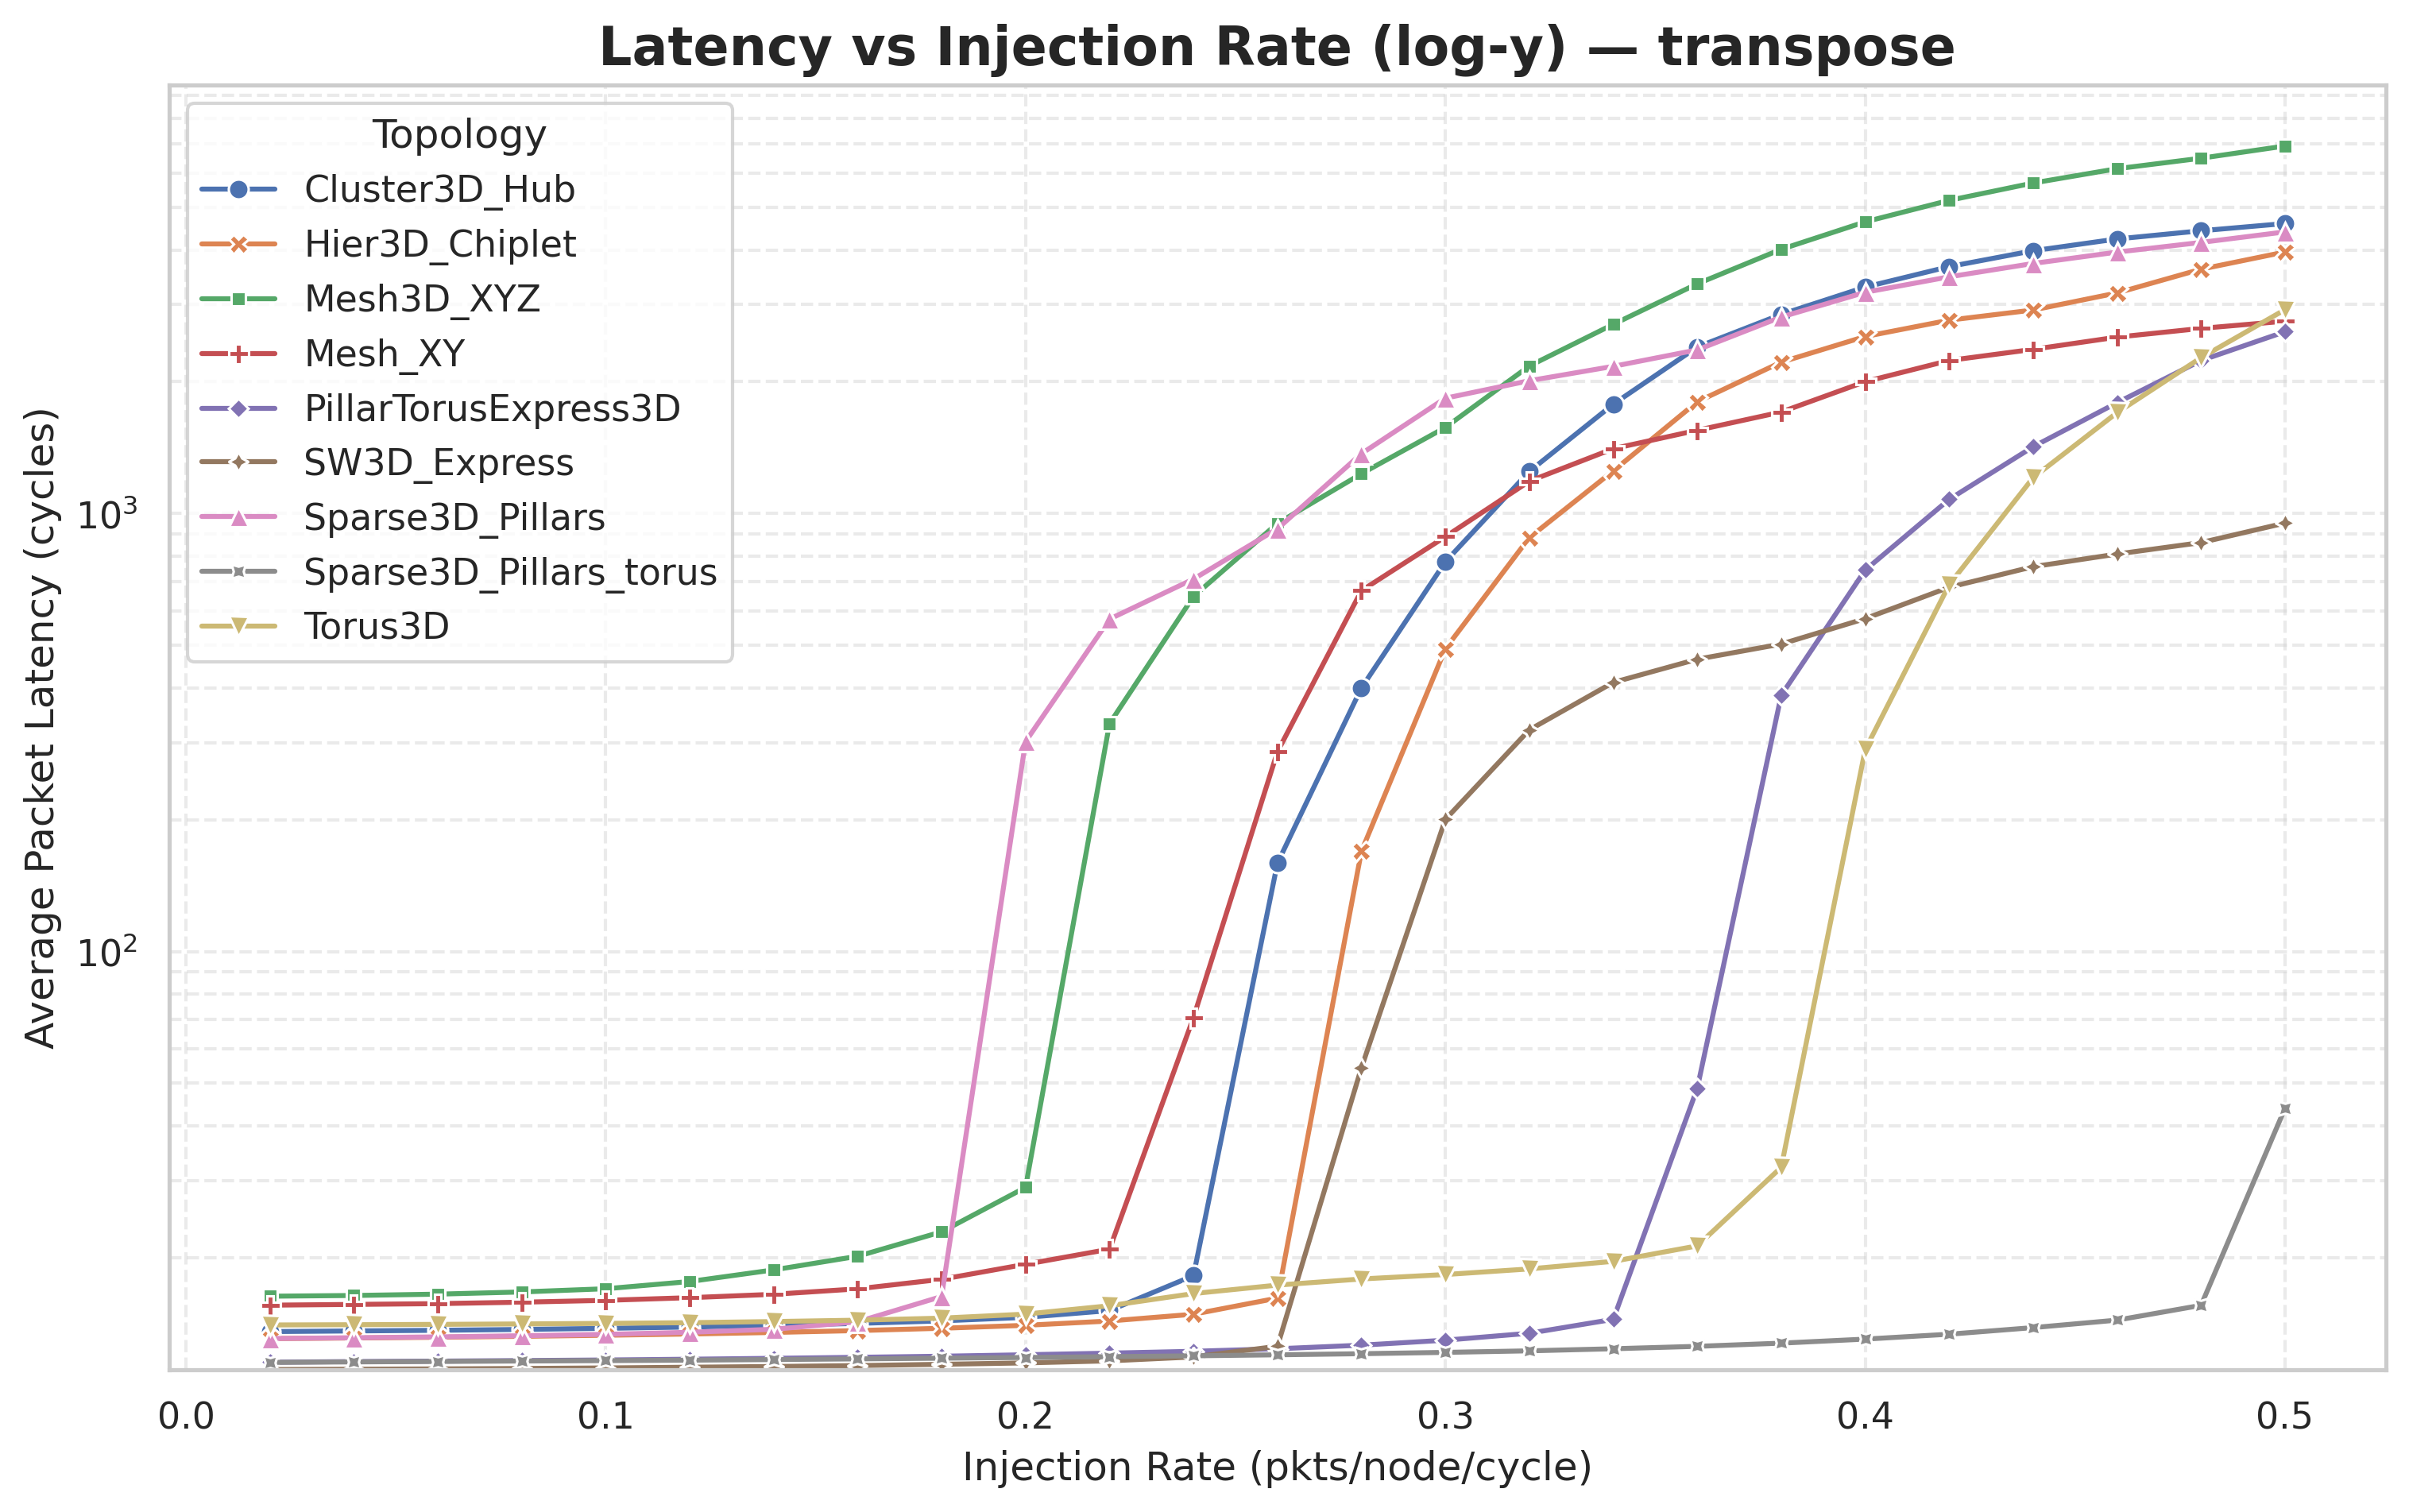 Latency vs Injection Rate (log-y) — transpose
Topology
Cluster3D_Hub
Hier3D_Chiplet
Mesh3D_XYZ
Mesh_XY
PillarTorusExpress3D
SW3D_Express
Sparse3D_Pillars
Sparse3D_Pillars_torus
Torus3D
Average Packet Latency (cycles)
10³
10²
0.0 0.1 0.2 0.3 0.4 0.5
Injection Rate (pkts/node/cycle)